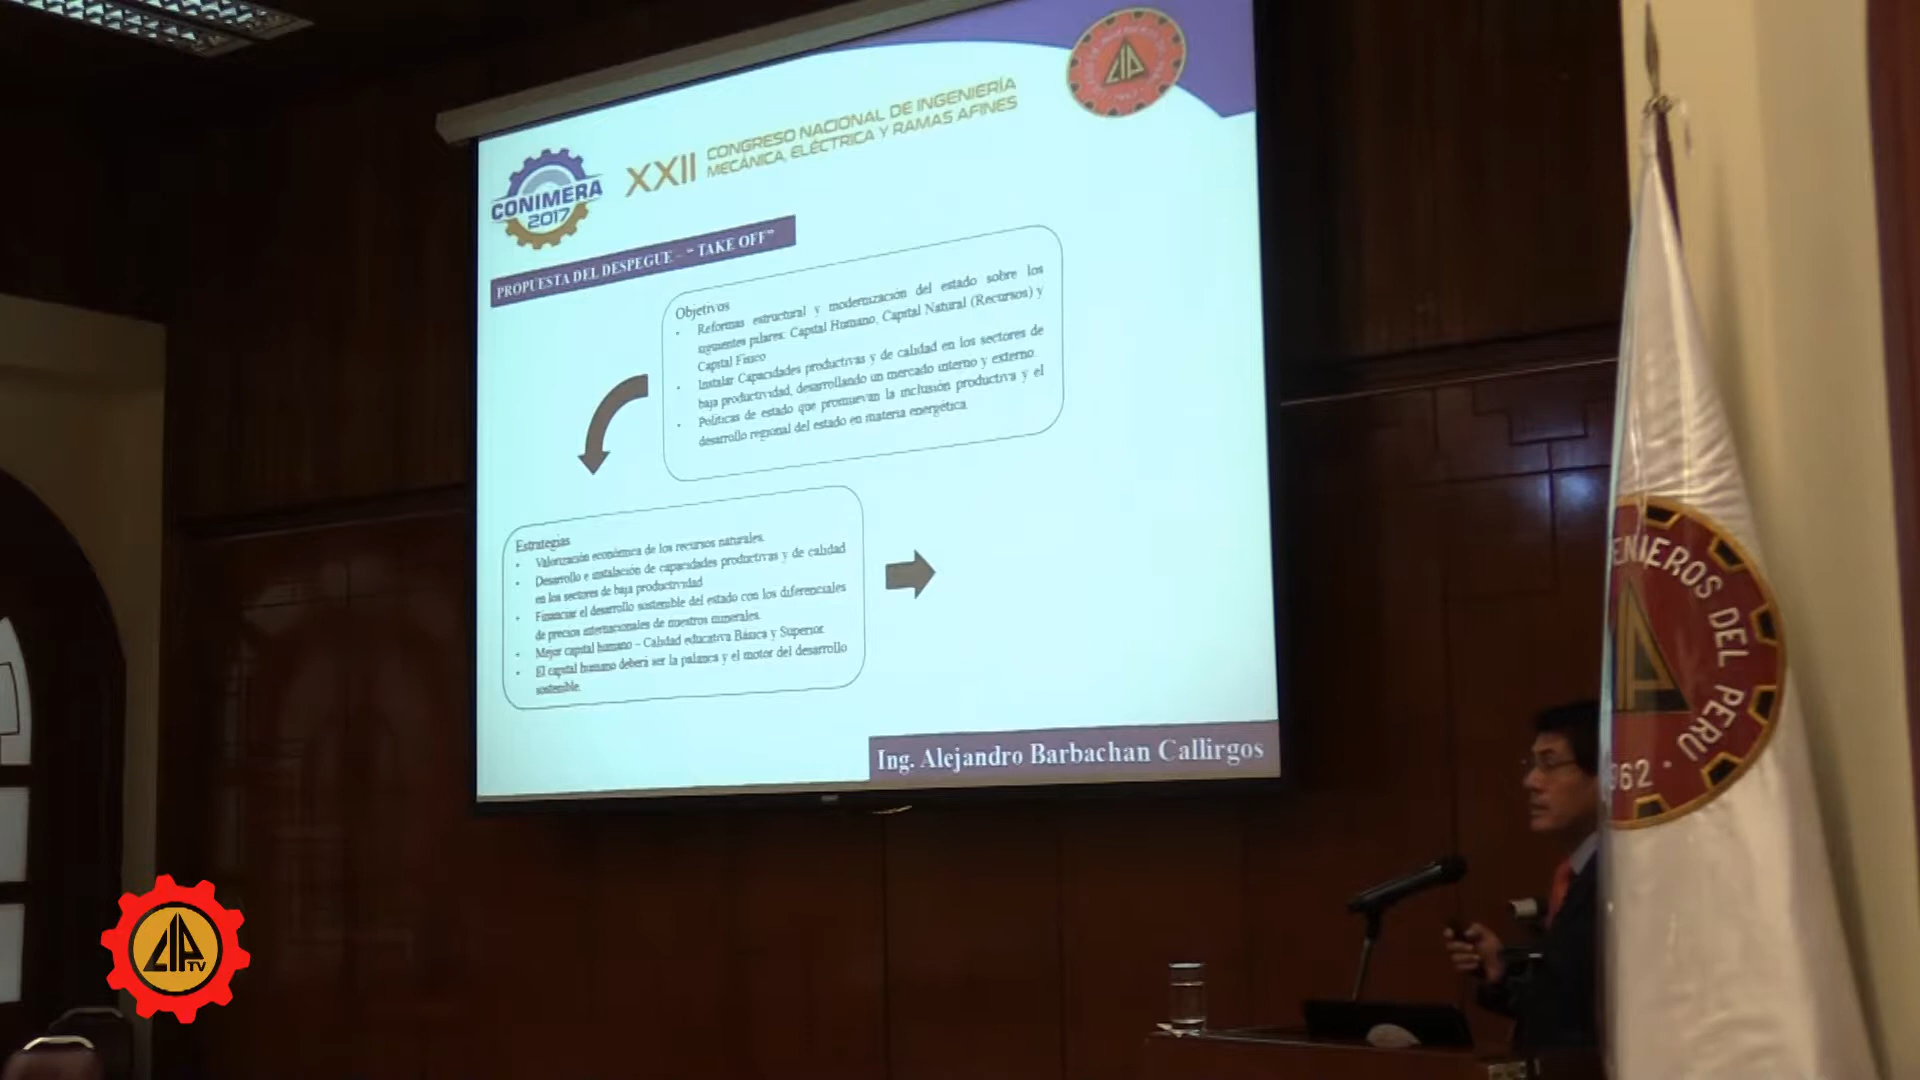 CONIMERA
2017
XXII
CONGRESO NACIONAL DE INGENIERÍA
MECÁNICA, ELÉCTRICA Y RAMAS AFINES
CIP
1962
PROPUESTA DEL DESPEGUE – " TAKE OFF"
Objetivos
• Reformas estructural y modernización del estado sobre los
siguientes pilares: Capital Humano, Capital Natural (Recursos) y
Capital Físico
• Instalar Capacidades productivas y de calidad en los sectores de
baja productividad, desarrollando un mercado interno y externo.
• Políticas de estado que promuevan la inclusión productiva y el
desarrollo regional del estado en materia energética.
Estrategias
• Valorización económica de los recursos naturales.
• Desarrollo e instalación de capacidades productivas y de calidad
en los sectores de baja productividad
• Financiar el desarrollo sostenible del estado con los diferenciales
de precios internacionales de nuestros minerales.
• Mejor capital humano – Calidad educativa Básica y Superior.
• El capital humano deberá ser la palanca y el motor del desarrollo
sostenible.
Ing. Alejandro Barbachan Callirgos
ENIEROS DEL PERU
962
CIP
TV